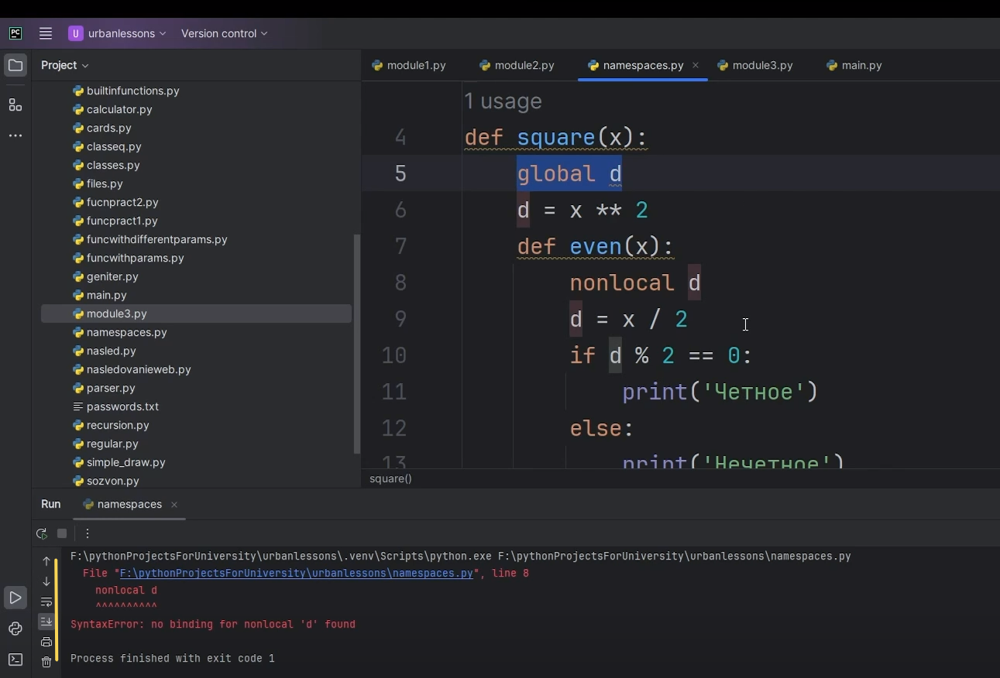 PC
U urbanlessons Version control
Project
module1.py module2.py namespaces.py module3.py main.py
builtinfunctions.py
calculator.py
cards.py
classeq.py
classes.py
files.py
fucnpract2.py
funcpract1.py
funcwithdifferentparams.py
funcwithparams.py
geniter.py
main.py
module3.py
namespaces.py
nasled.py
nasledovanieweb.py
parser.py
passwords.txt
recursion.py
regular.py
simple_draw.py
sozvon.py
1 usage
4 def square(x):
5 global d
6 d = x ** 2
7 def even(x):
8 nonlocal d
9 d = x / 2
10 if d % 2 == 0:
11 print('Четное')
12 else:
13 print('Нечетное')
square()
Run namespaces
F:\pythonProjectsForUniversity\urbanlessons\.venv\Scripts\python.exe F:\pythonProjectsForUniversity\urbanlessons\namespaces.py
File "F:\pythonProjectsForUniversity\urbanlessons\namespaces.py", line 8
nonlocal d
^^^^^^^^^^
SyntaxError: no binding for nonlocal 'd' found
Process finished with exit code 1